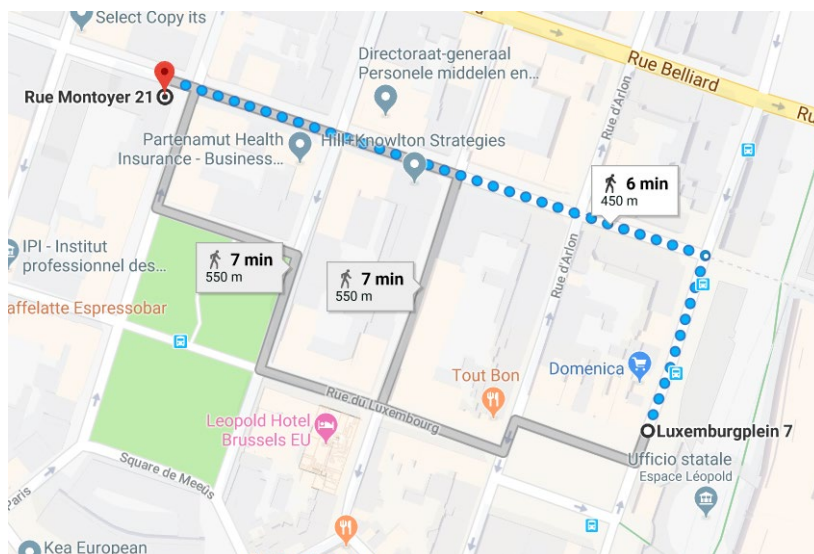 Select Copy its
Directoraat-generaal
Personele middelen en...
Rue Belliard
Ru
Rue d'Arlon
Rue Montoyer 21
Partenamut Health
Insurance - Business...
Hill+Knowlton Strategies
6 min
450 m
IPI - Institut
professionnel des...
7 min
550 m
7 min
550 m
Rue d'Arlon
affelatte Espressobar
Tout Bon
Domenica
Rue du Luxembourg
Leopold Hotel
Brussels EU
Luxemburgplein 7
Ufficio statale
Espace Léopold
Square de Meeûs
Paris
Kea European